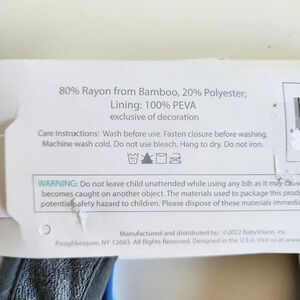 80% Rayon from Bamboo, 20% Polyester;
Lining: 100% PEVA
exclusive of decoration
Care Instructions: Wash before use. Fasten closure before washing.
Machine wash cold. Do not use bleach. Hang to dry. Do not iron.
WARNING: Do not leave child unattended while using any bib as it may
became caught on another object. The materials used to package this
potential safety hazard to children. Please dispose of these materials
Manufactured and distributed by: ©2022 BabyVision, Inc.
Poughkeepsie, NY 12603. All Rights Reserved. Designed in the U.S.A. Visit us at